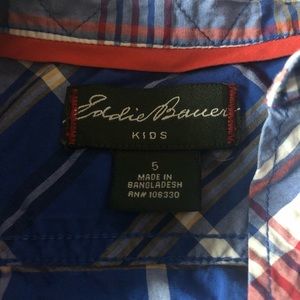 Eddie Bauer
KIDS
5
MADE IN
BANGLADESH
RN# 106330